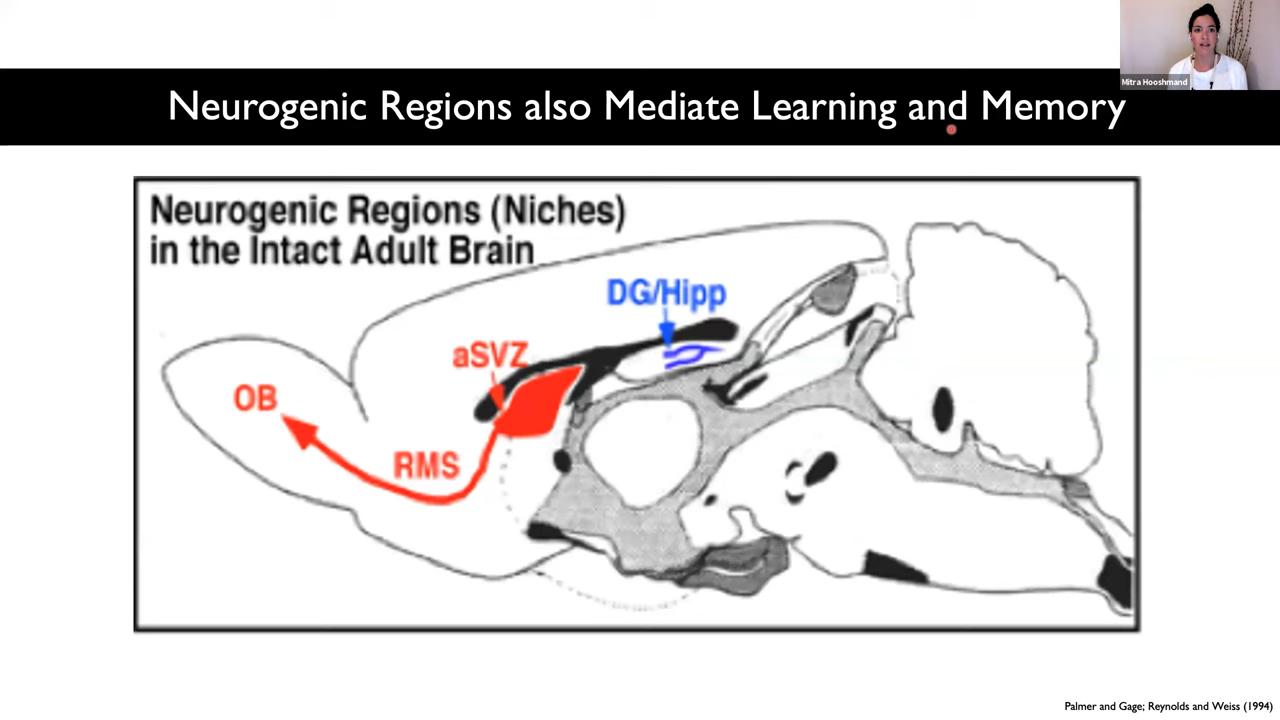 Mitra Hooshmand
Neurogenic Regions also Mediate Learning and Memory
Neurogenic Regions (Niches)
in the Intact Adult Brain
DG/Hipp
aSVZ
OB
RMS
Palmer and Gage; Reynolds and Weiss (1994)